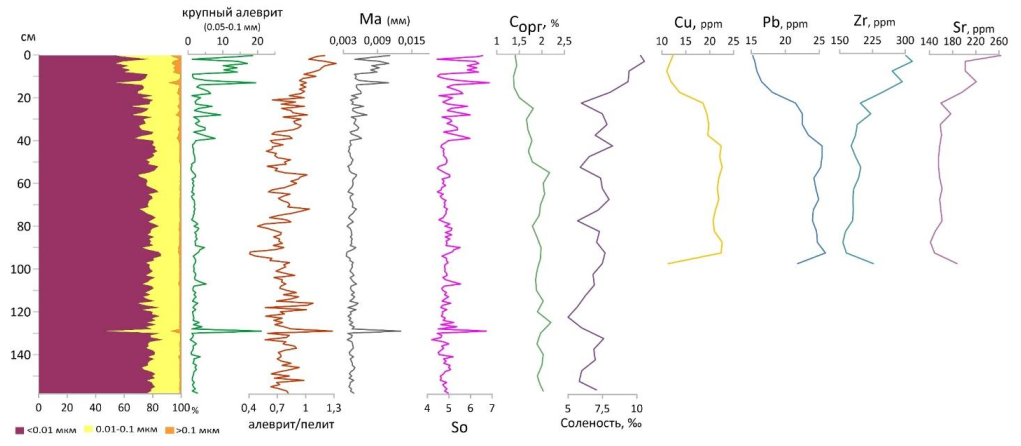 крупный алеврит
(0.05-0.1 мм)
Ма (мм)
Cорг, %
Cu, ppm
Pb, ppm
Zr, ppm
Sr, ppm
см
0 10 20
0,003 0,009 0,015
1 1,5 2 2,5
10 15 20 25
15 20 25
150 225 300
140 180 220 260
0
20
40
60
80
100
120
140
0 20 40 60 80 100 %
0,4 0,7 1 1,3
алеврит/пелит
4 5 6 7
So
5 7,5 10
Соленость, ‰
<0.01 мкм 0.01-0.1 мкм >0.1 мкм